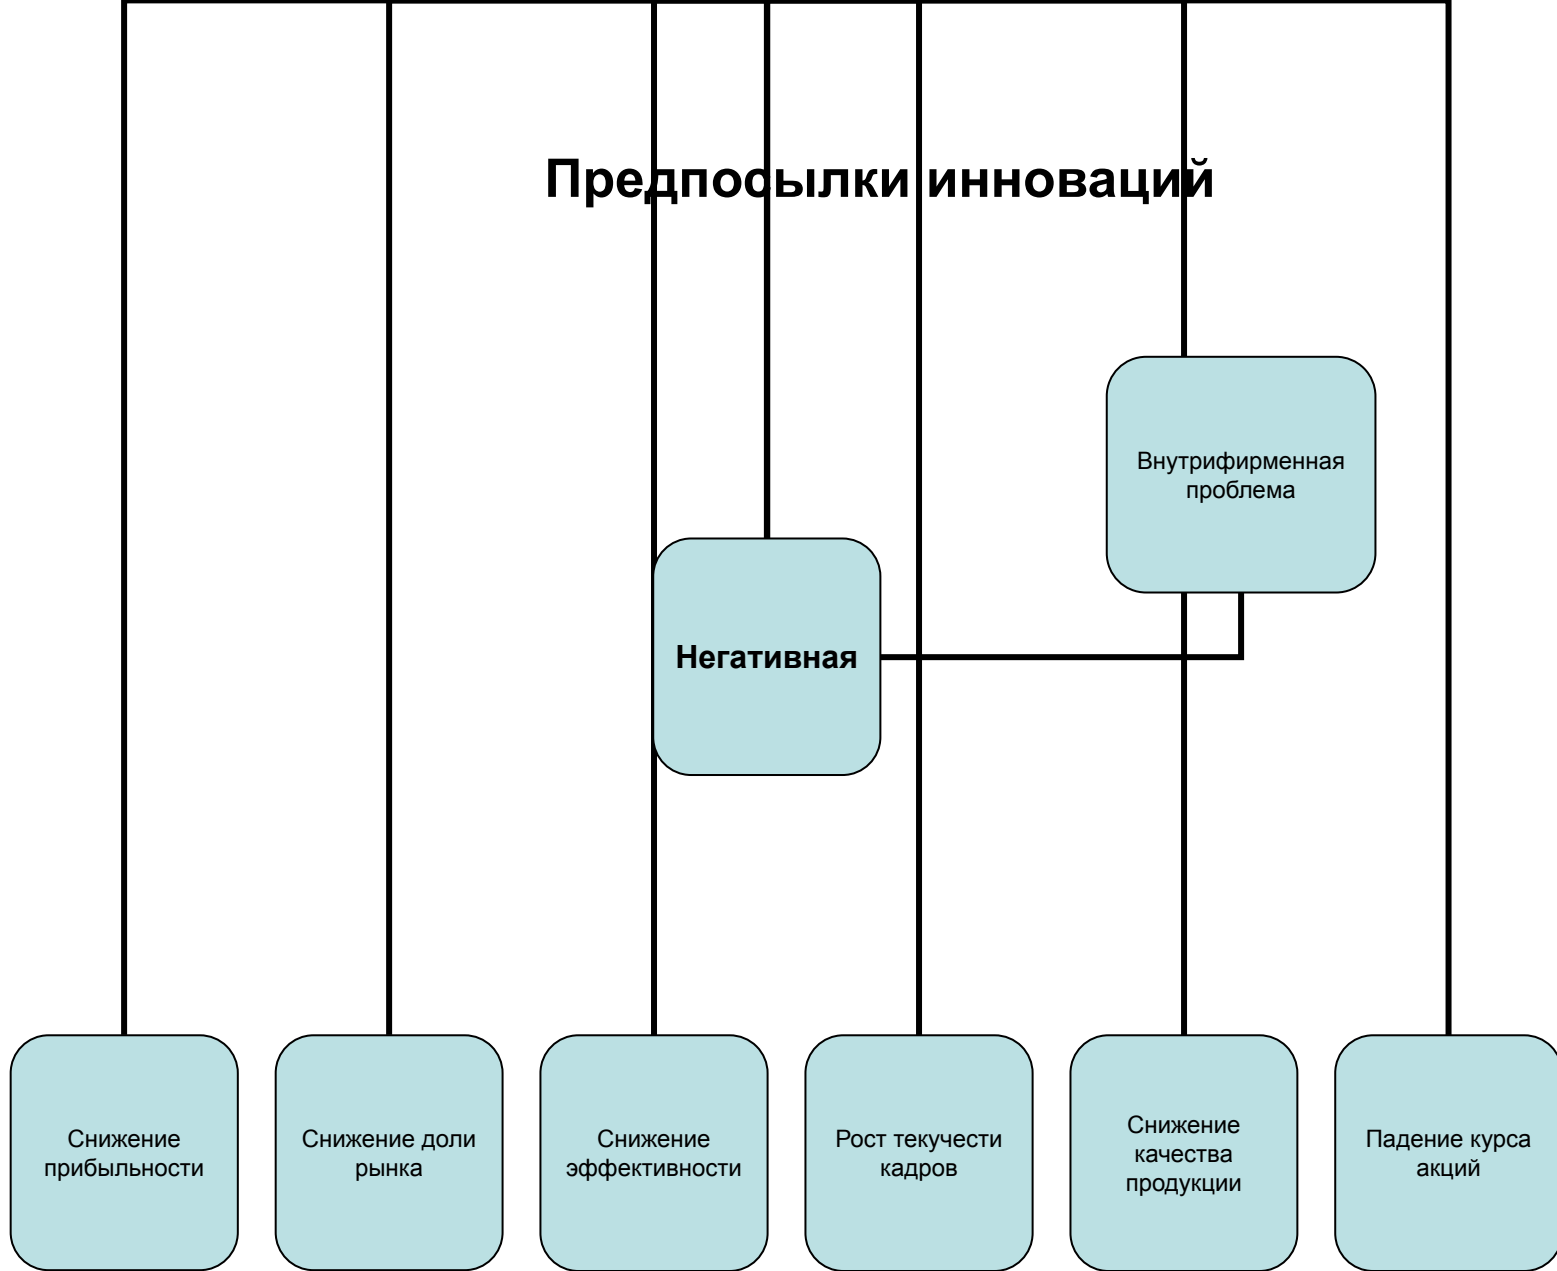 Предпосылки инноваций
Внутрифирменная
проблема
Негативная
Снижение
прибыльности
Снижение доли
рынка
Снижение
эффективности
Рост текучести
кадров
Снижение
качества
продукции
Падение курса
акций